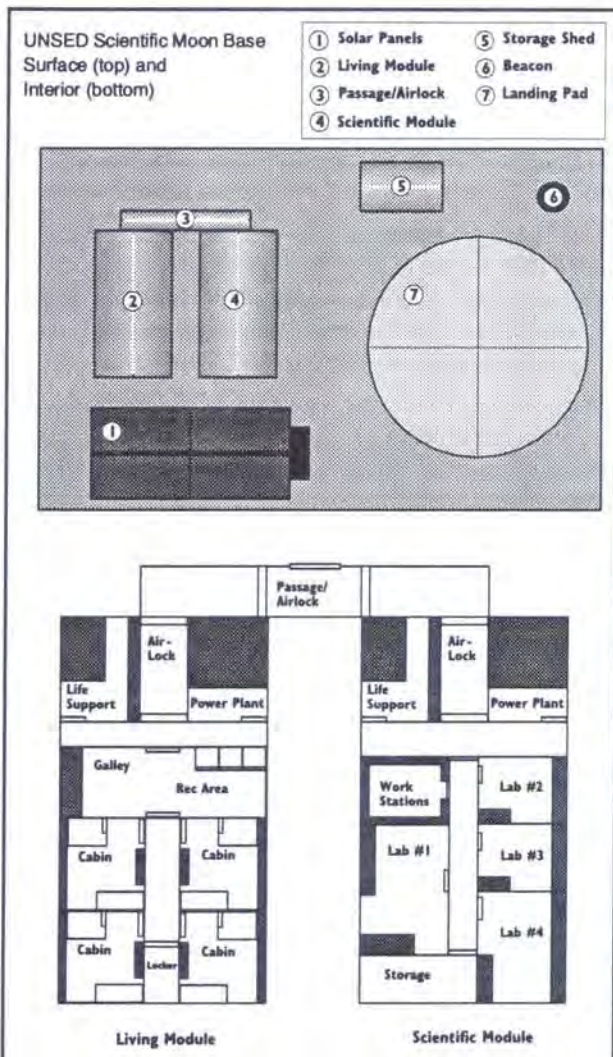 UNSED Scientific Moon Base
Surface (top) and
Interior (bottom)
1 Solar Panels
2 Living Module
3 Passage/Airlock
4 Scientific Module
5 Storage Shed
6 Beacon
7 Landing Pad
3
5
6
2
4
7
1
Passage/
Airlock
Air-
Lock
Life
Support
Power Plant
Air-
Lock
Life
Support
Power Plant
Galley
Rec Area
Cabin
Cabin
Cabin
Cabin
Locker
Work
Stations
Lab #2
Lab #1
Lab #3
Lab #4
Storage
Living Module
Scientific Module